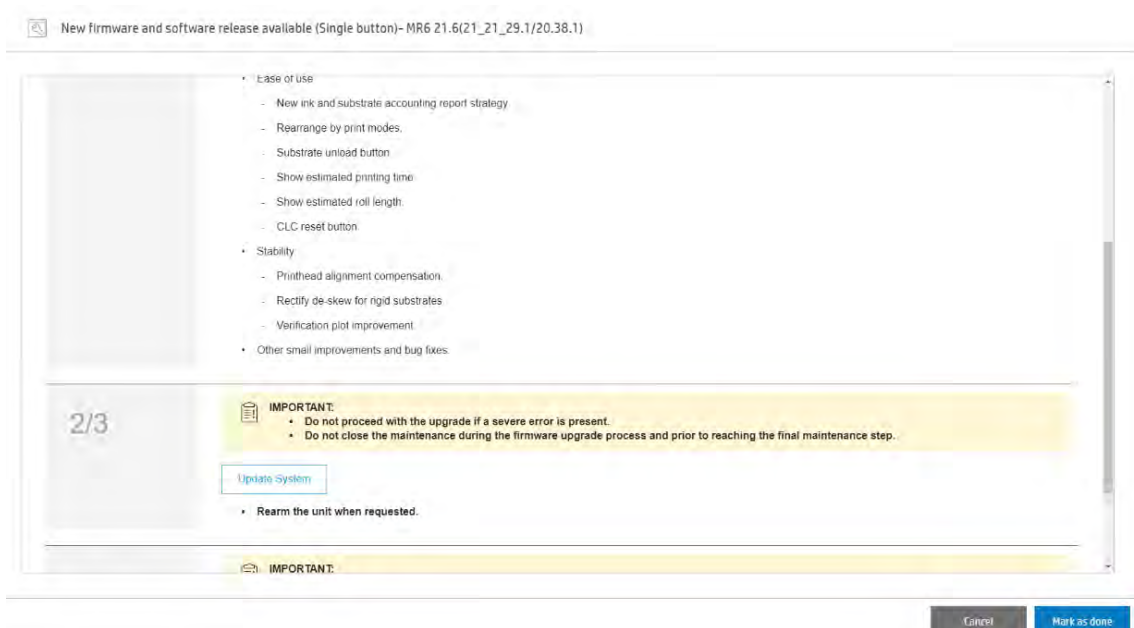 New firmware and software release available (Single button)- MR6 21.6(21_21_29.1/20.38.1)
• Ease of use
- New ink and substrate accounting report strategy
- Rearrange by print modes.
- Substrate unload button
- Show estimated printing time
- Show estimated roll length.
- CLC reset button.
• Stability
- Printhead alignment compensation.
- Rectify de-skew for rigid substrates
- Verification plot improvement
• Other small improvements and bug fixes.
2/3
IMPORTANT:
• Do not proceed with the upgrade if a severe error is present.
• Do not close the maintenance during the firmware upgrade process and prior to reaching the final maintenance step.
Update System
• Rearm the unit when requested.
IMPORTANT:
Cancel
Mark as done